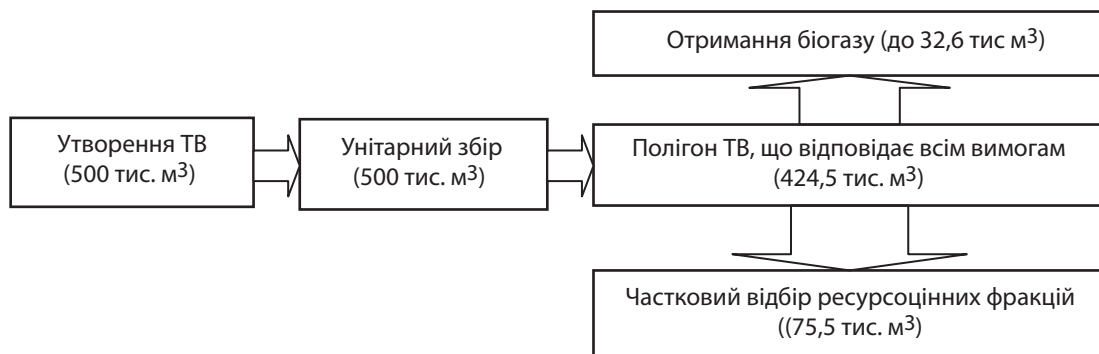 Отримання біогазу (до 32,6 тис м³)
Утворення ТВ
(500 тис. м³)
Унітарний збір
(500 тис. м³)
Полігон ТВ, що відповідає всім вимогам
(424,5 тис. м³)
Частковий відбір ресурсоцінних фракцій
((75,5 тис. м³)